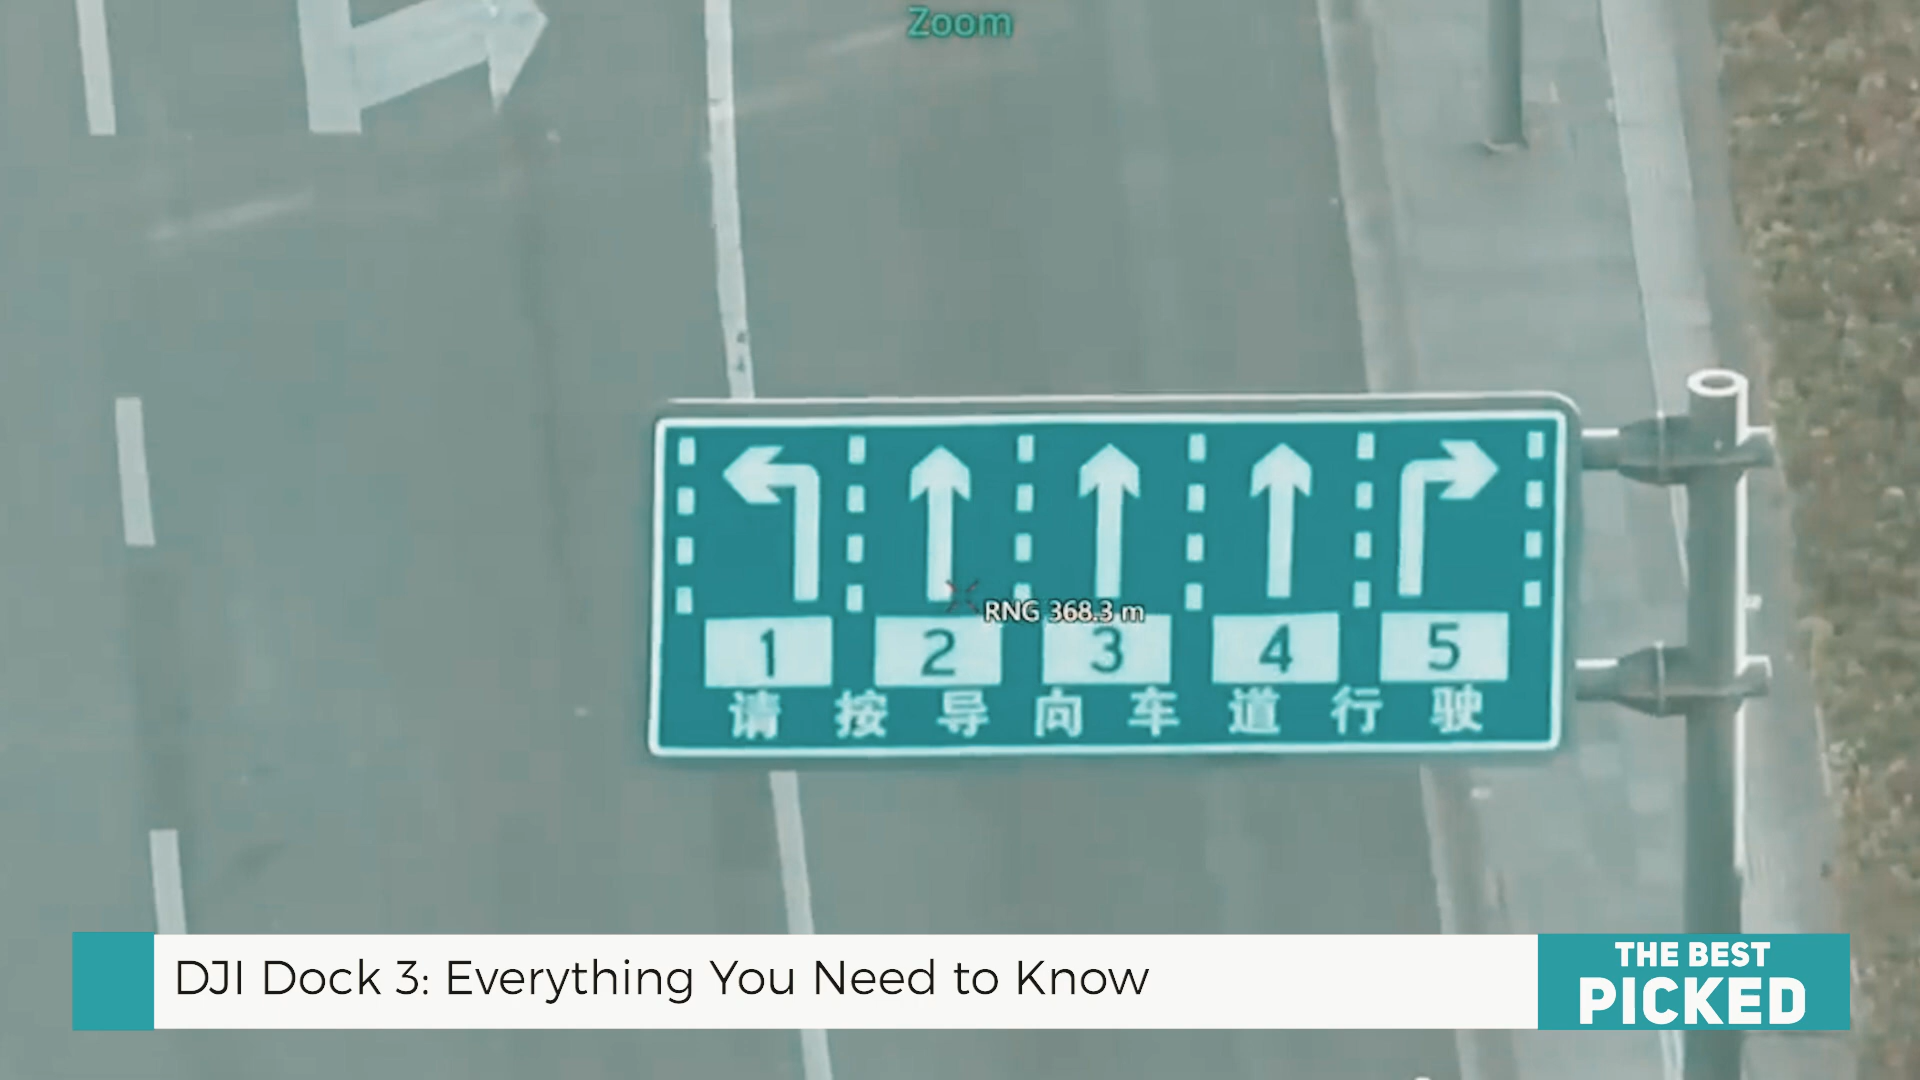 Zoom
RNG 368.3 m
1 2 3 4 5
请按导向车道行驶
DJI Dock 3: Everything You Need to Know
THE BEST
PICKED